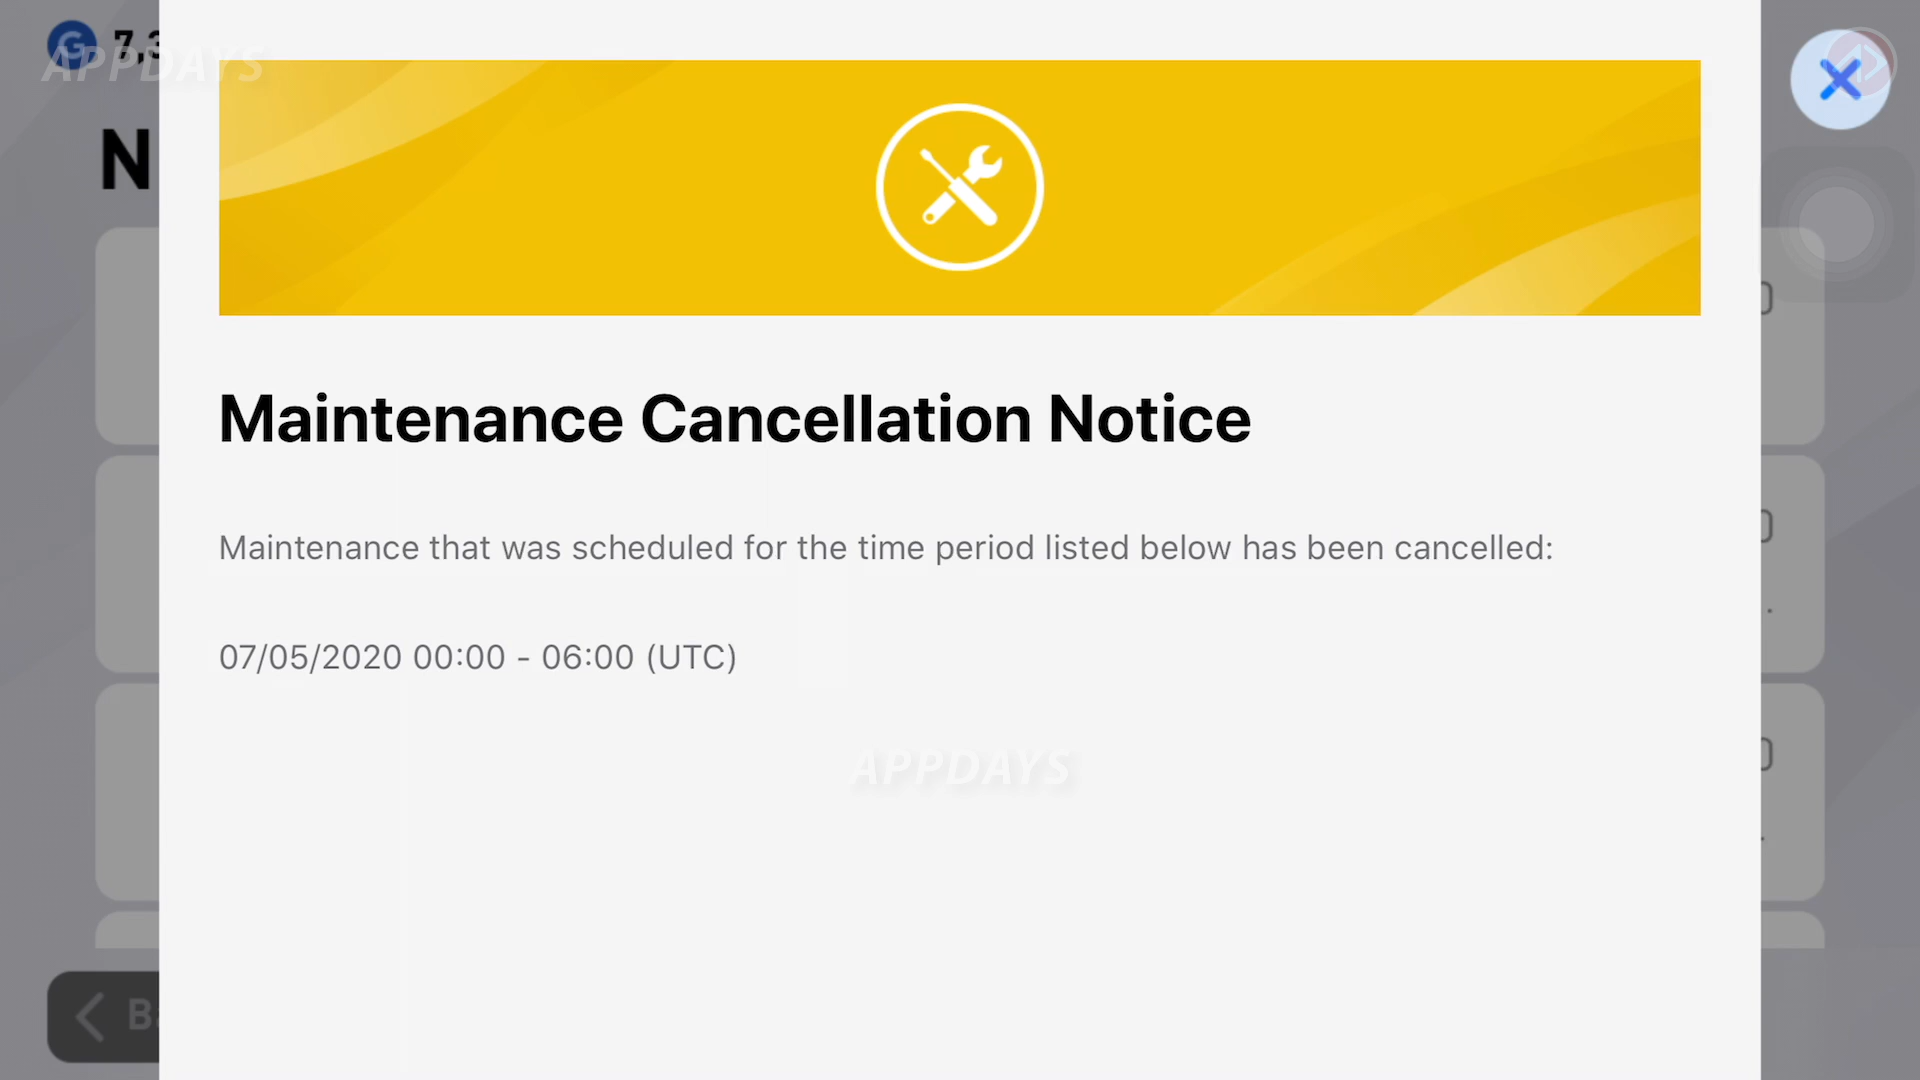 APPDAYS
Maintenance Cancellation Notice
Maintenance that was scheduled for the time period listed below has been cancelled:
07/05/2020 00:00 - 06:00 (UTC)
APPDAYS